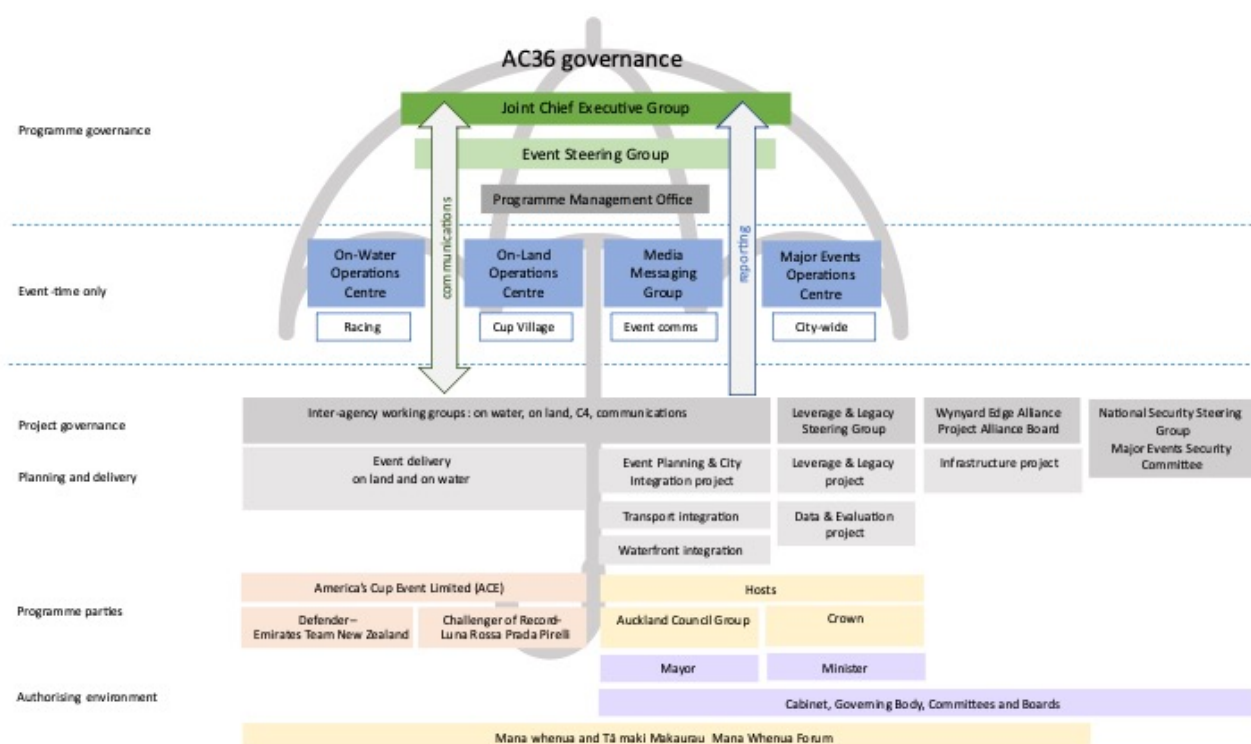 AC36 governance
Programme governance
Joint Chief Executive Group
Event Steering Group
Programme Management Office
communications
reporting
Event-time only
On-Water
Operations
Centre
On-Land
Operations
Centre
Media
Messaging
Group
Major Events
Operations
Centre
Racing
Cup Village
Event comms
City-wide
Project governance
Inter-agency working groups: on water, on land, C4, communications
Leverage & Legacy
Steering Group
Wynyard Edge Alliance
Project Alliance Board
National Security Steering
Group
Major Events Security
Committee
Planning and delivery
Event delivery
on land and on water
Event Planning & City
Integration project
Leverage & Legacy
project
Infrastructure project
Transport integration
Data & Evaluation
project
Waterfront integration
Programme parties
America's Cup Event Limited (ACE)
Hosts
Defender–
Emirates Team New Zealand
Challenger of Record-
Luna Rossa Prada Pirelli
Auckland Council Group
Crown
Mayor
Minister
Authorising environment
Cabinet, Governing Body, Committees and Boards
Mana whenua and Tā maki Makaurau Mana Whenua Forum